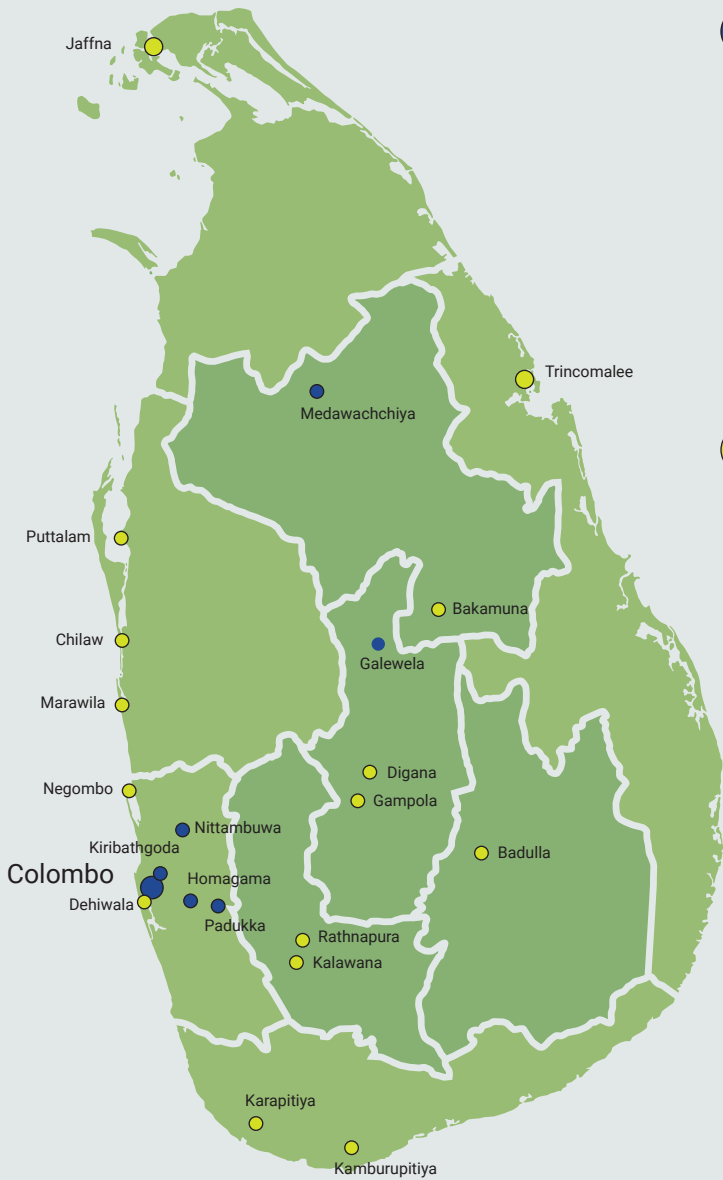 Jaffna
Trincomalee
Medawachchiya
Puttalam
Bakamuna
Chilaw
Galewela
Marawila
Digana
Negombo
Gampola
Nittambuwa
Kiribathgoda
Badulla
Colombo
Homagama
Dehiwala
Padukka
Rathnapura
Kalawana
Karapitiya
Kamburupitiya